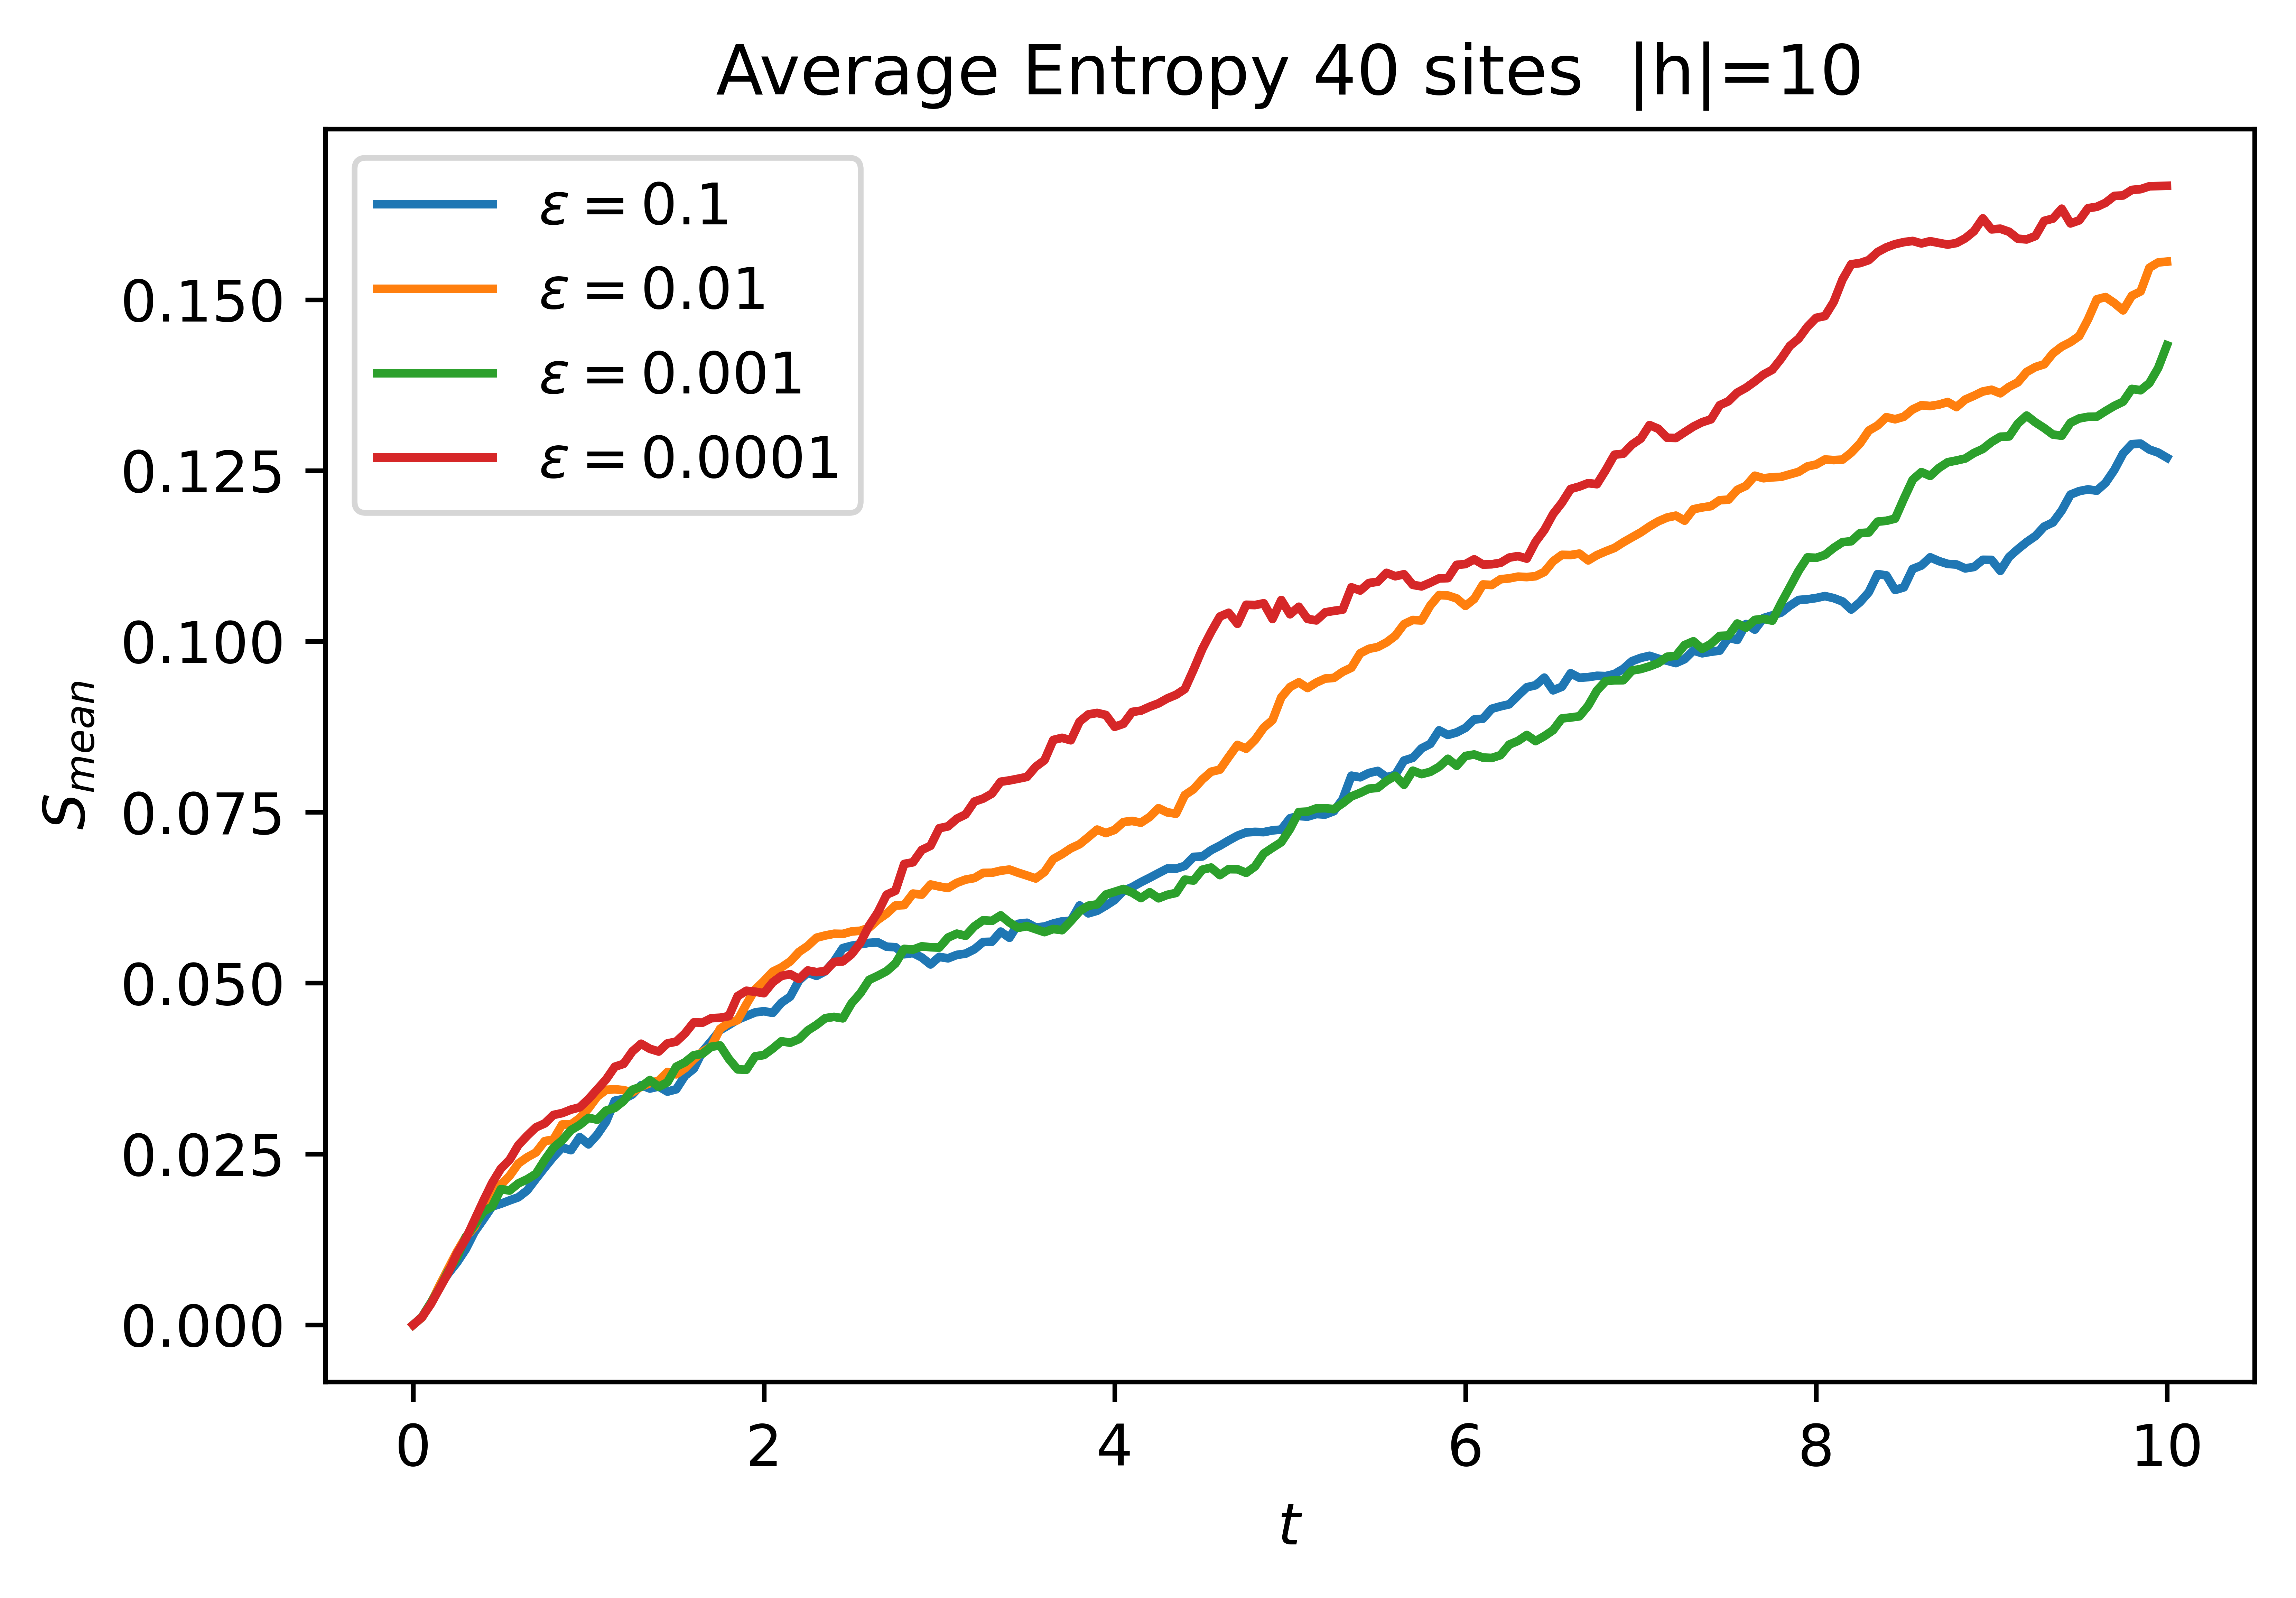 Average Entropy 40 sites |h|=10
ε = 0.1
ε = 0.01
ε = 0.001
ε = 0.0001
0.150
0.125
0.100
0.075
0.050
0.025
0.000
S_mean
0 2 4 6 8 10
t